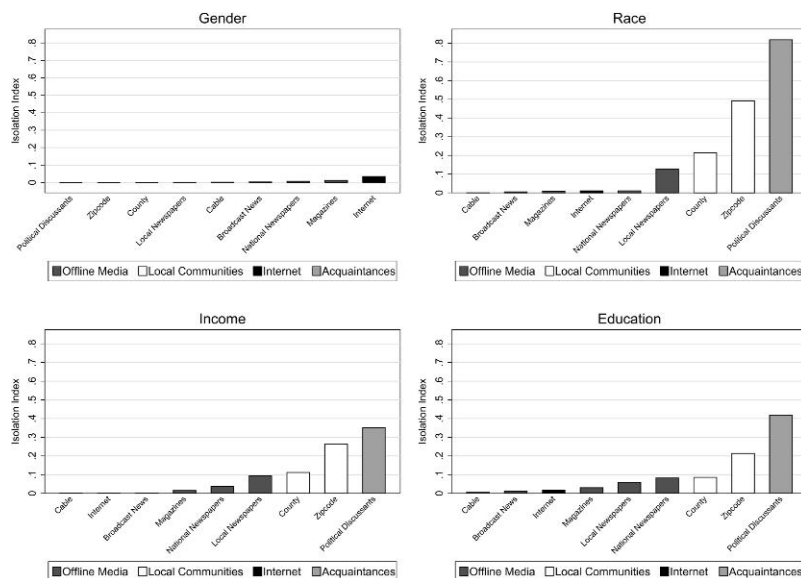 Gender
Isolation Index
0 .1 .2 .3 .4 .5 .6 .7 .8
Political Discussants
Zipcode
County
Local Newspapers
Cable
Broadcast News
National Newspapers
Magazines
Internet
Offline Media Local Communities Internet Acquaintances
Race
Isolation Index
0 .1 .2 .3 .4 .5 .6 .7 .8
Cable
Broadcast News
Magazines
Internet
National Newspapers
Local Newspapers
County
Zipcode
Political Discussants
Offline Media Local Communities Internet Acquaintances
Income
Isolation Index
0 .1 .2 .3 .4 .5 .6 .7 .8
Cable
Internet
Broadcast News
Magazines
National Newspapers
Local Newspapers
County
Zipcode
Political Discussants
Offline Media Local Communities Internet Acquaintances
Education
Isolation Index
0 .1 .2 .3 .4 .5 .6 .7 .8
Cable
Broadcast News
Internet
Magazines
Local Newspapers
National Newspapers
County
Zipcode
Political Discussants
Offline Media Local Communities Internet Acquaintances